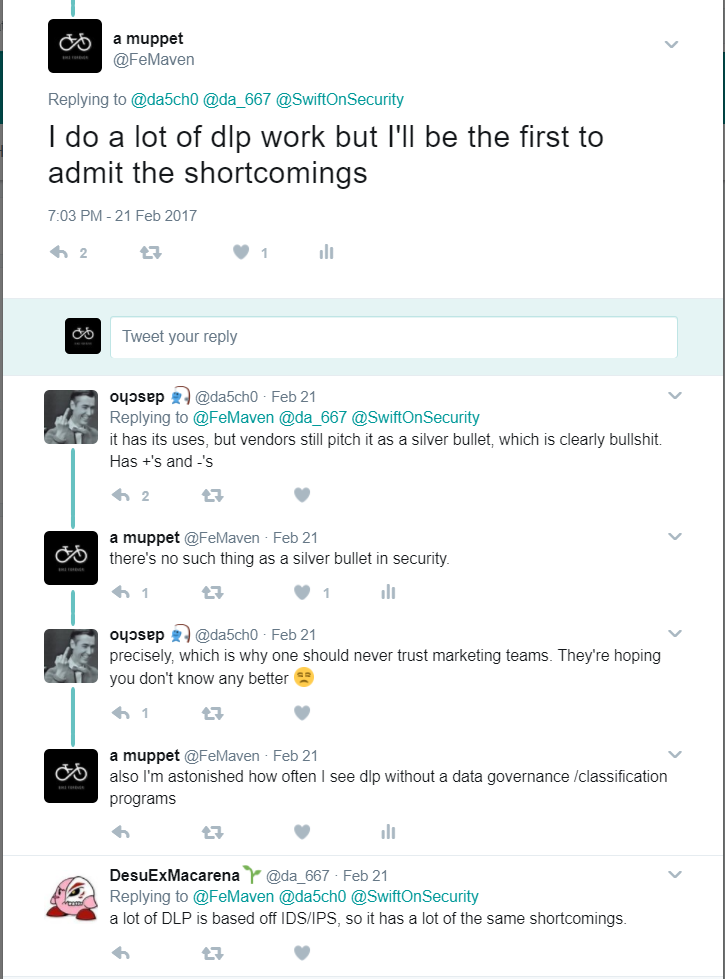 a muppet
@FeMaven
Replying to @da5ch0 @da_667 @SwiftOnSecurity
I do a lot of dlp work but I'll be the first to
admit the shortcomings
7:03 PM - 21 Feb 2017
2 1
Tweet your reply
oɥɔsɐp @da5ch0 · Feb 21
Replying to @FeMaven @da_667 @SwiftOnSecurity
it has its uses, but vendors still pitch it as a silver bullet, which is clearly bullshit.
Has +'s and -'s
2
a muppet @FeMaven · Feb 21
there's no such thing as a silver bullet in security.
1 1
oɥɔsɐp @da5ch0 · Feb 21
precisely, which is why one should never trust marketing teams. They're hoping
you don't know any better
1
a muppet @FeMaven · Feb 21
also I'm astonished how often I see dlp without a data governance /classification
programs
DesuExMacarena @da_667 · Feb 21
Replying to @FeMaven @da5ch0 @SwiftOnSecurity
a lot of DLP is based off IDS/IPS, so it has a lot of the same shortcomings.